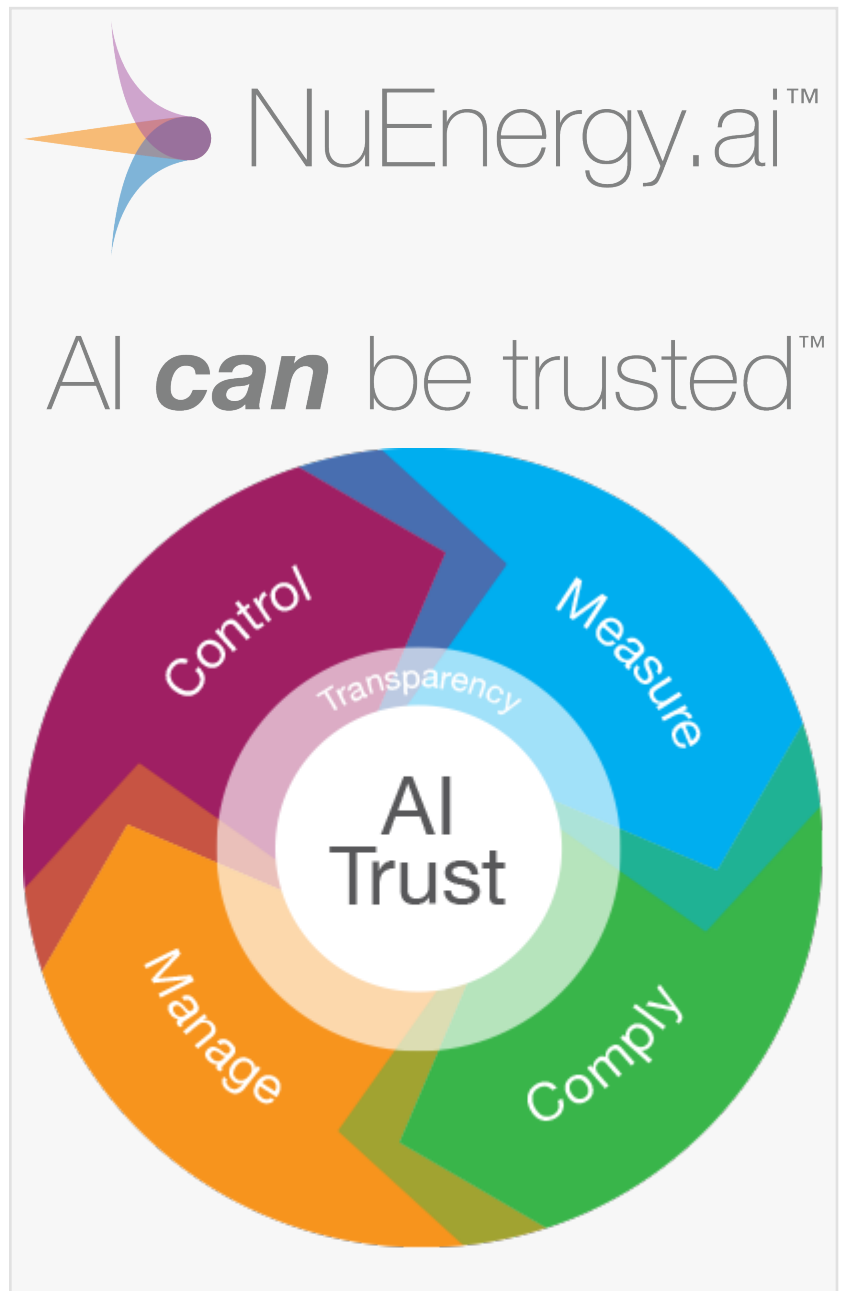 NuEnergy.ai™
AI can be trusted™
Control
Measure
Transparency
AI
Trust
Manage
Comply